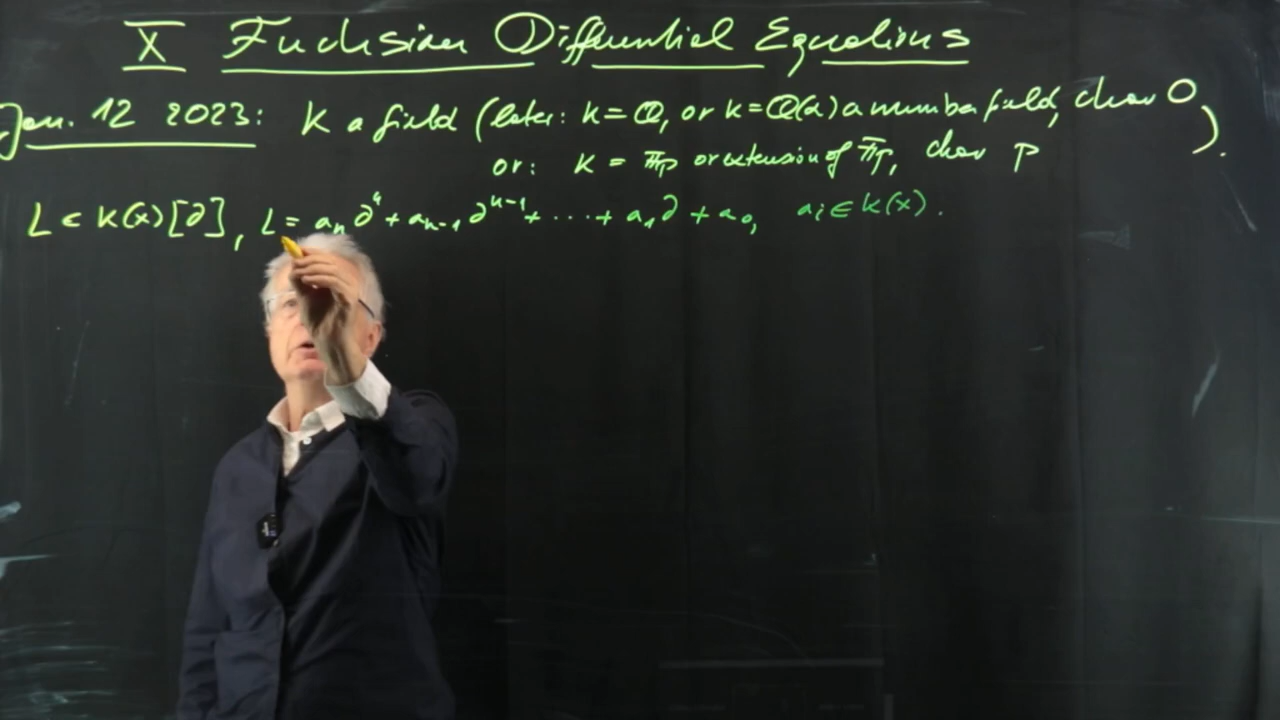 X Fuchsian Differential Equations
Jan. 12 2023: K a field (later: k = ℚ, or k = ℚ(α) a number field, char 0,
or: k = 𝔽p or extension of 𝔽p, char p ).
L ∈ K(x)[∂], L = aₙ∂ⁿ + aₙ₋₁∂ⁿ⁻¹ + ... + a₁∂ + a₀, aᵢ ∈ k(x).